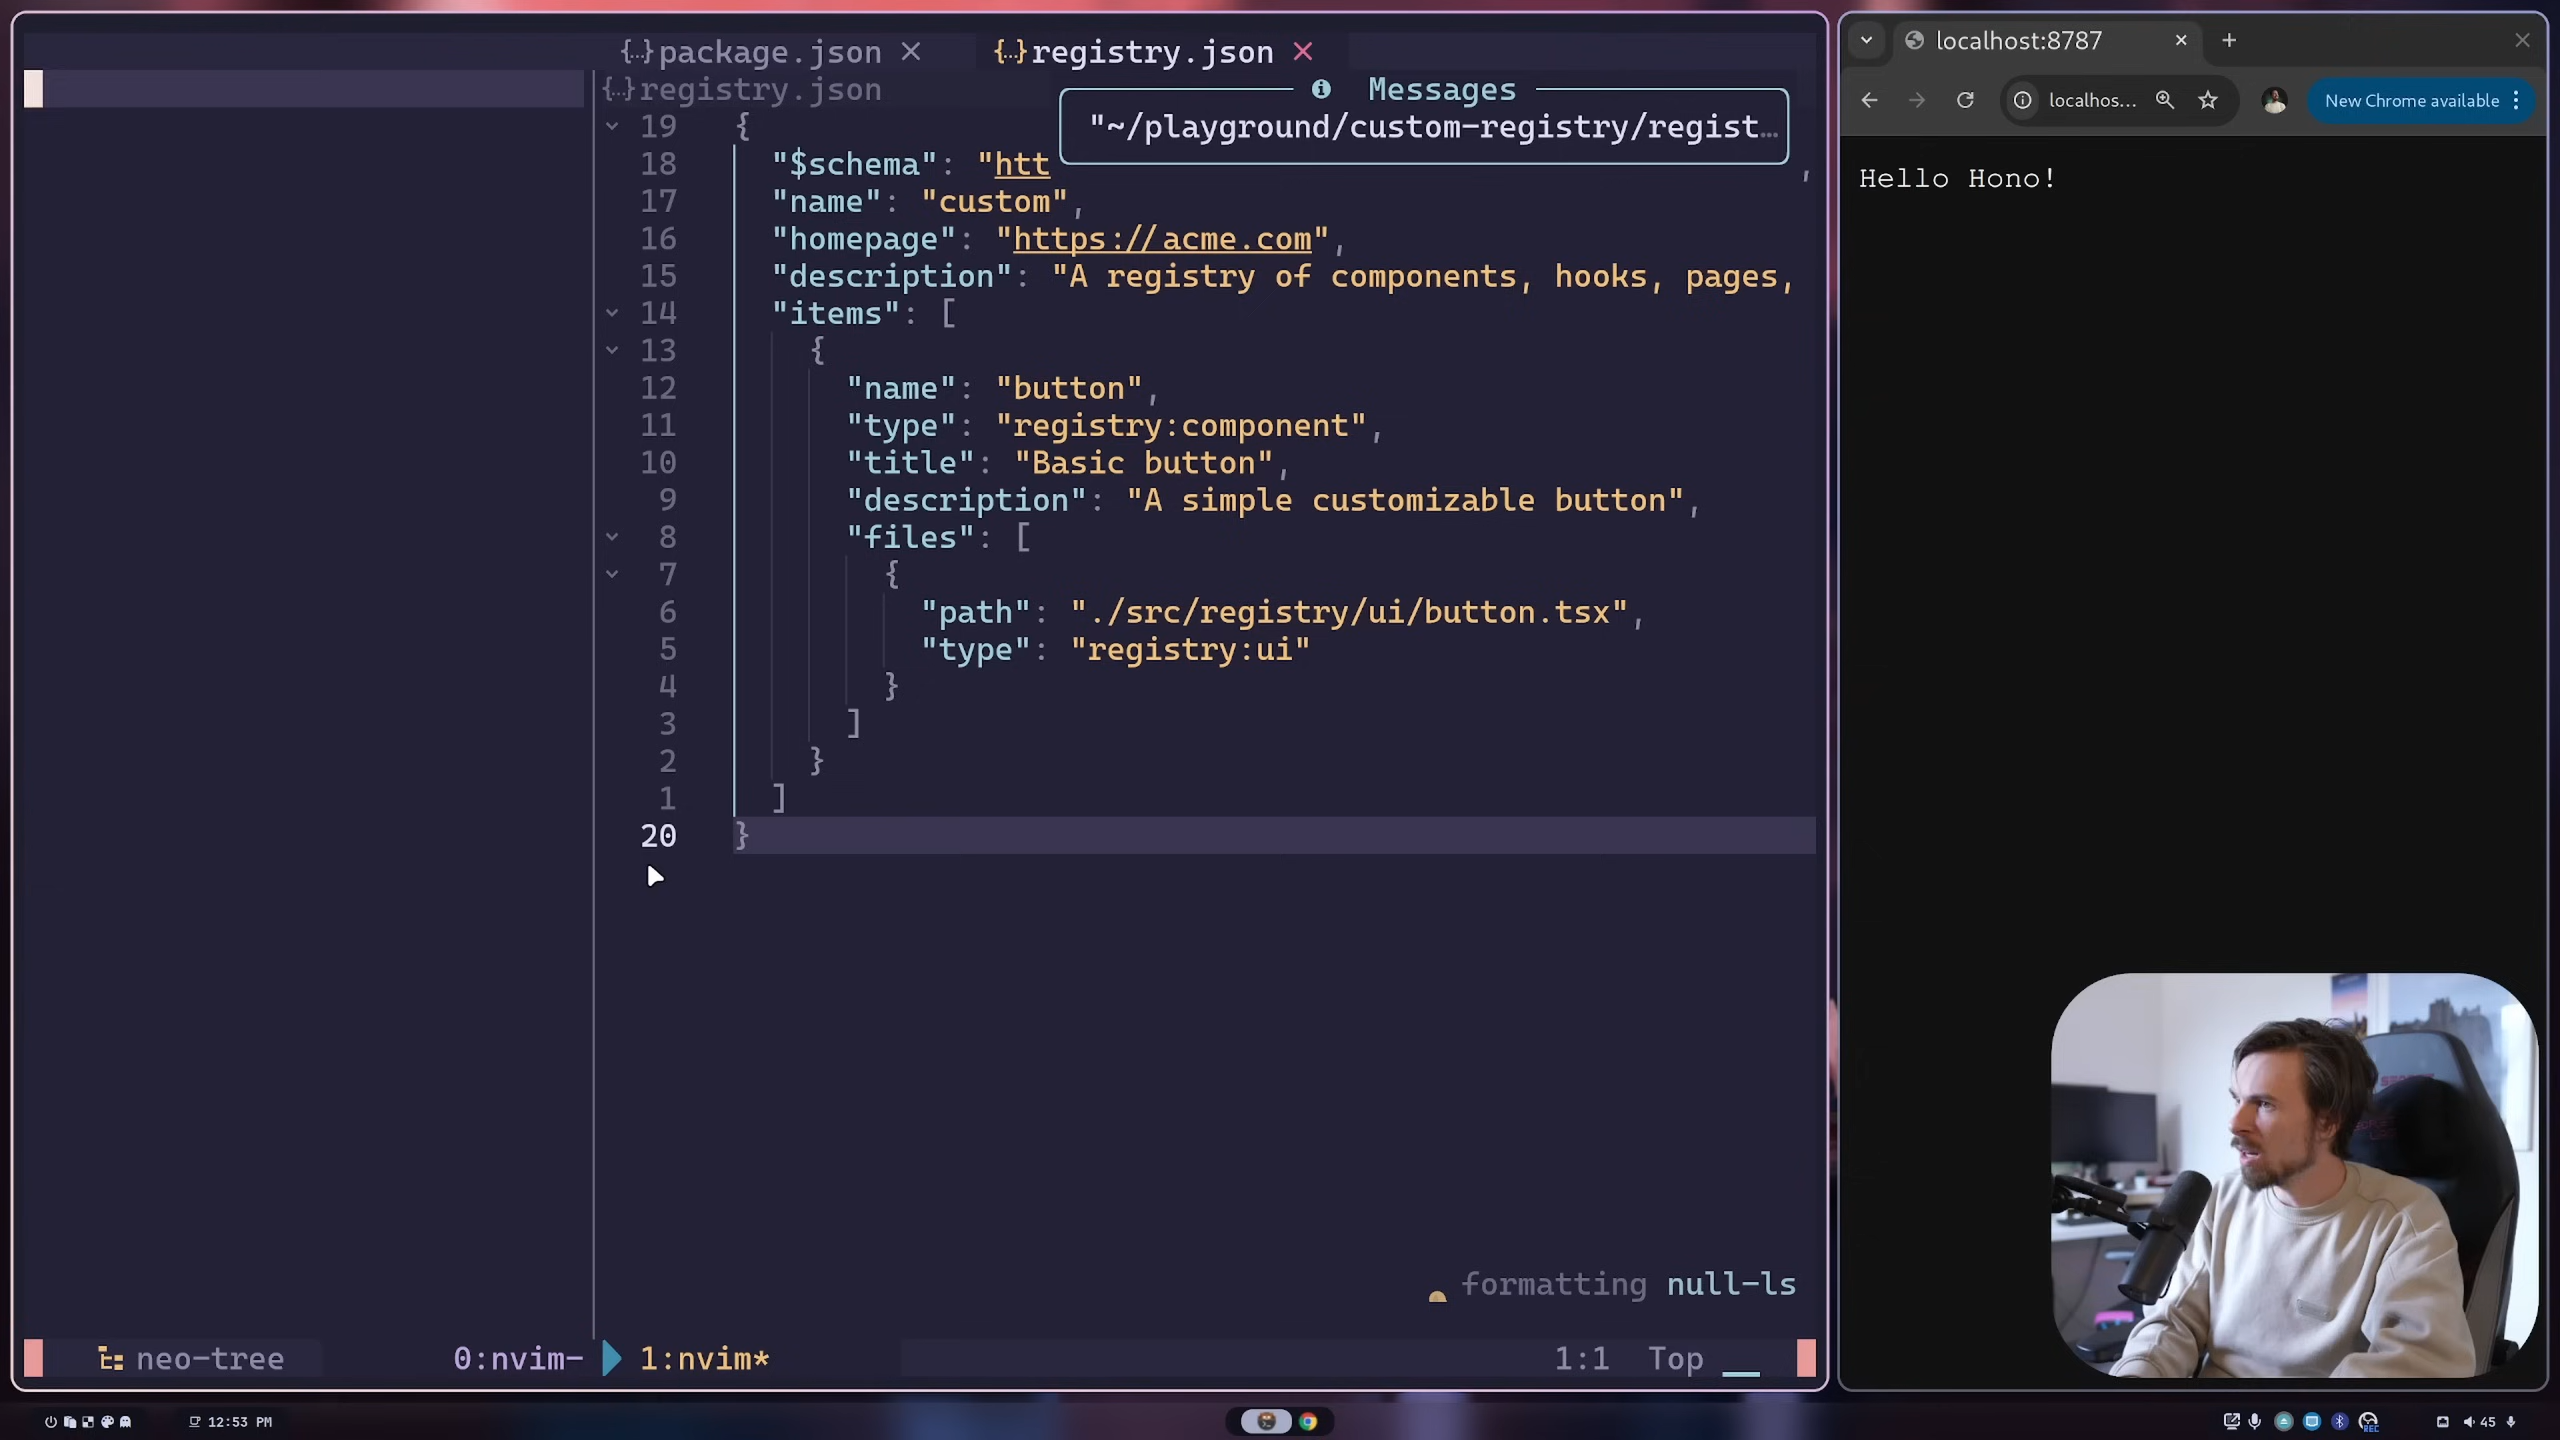 package.json
registry.json
registry.json
Messages
"~/playground/custom-registry/regist…
19 {
18 "$schema": "htt ,
17 "name": "custom",
16 "homepage": "https://acme.com",
15 "description": "A registry of components, hooks, pages,
14 "items": [
13 {
12 "name": "button",
11 "type": "registry:component",
10 "title": "Basic button",
9 "description": "A simple customizable button",
8 "files": [
7 {
6 "path": "./src/registry/ui/button.tsx",
5 "type": "registry:ui"
4 }
3 ]
2 }
1 ]
20 }
formatting null-ls
neo-tree 0:nvim- 1:nvim* 1:1 Top
localhost:8787
localhos...
New Chrome available
Hello Hono!
12:53 PM
REC
45